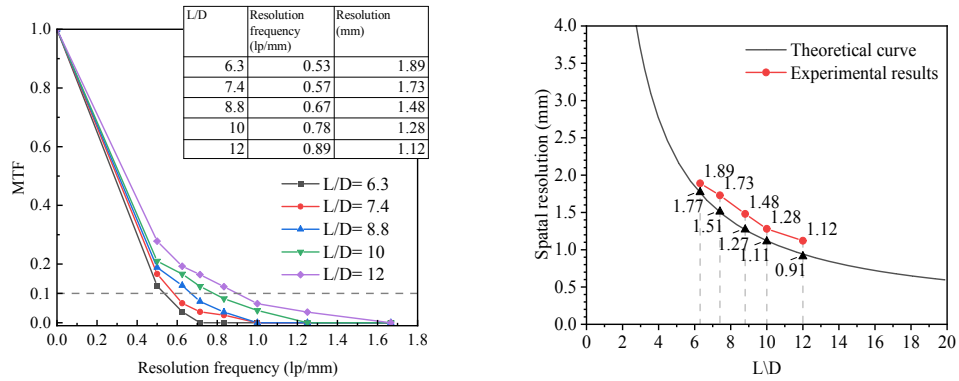 L/D Resolution frequency (lp/mm) Resolution (mm)
6.3 0.53 1.89
7.4 0.57 1.73
8.8 0.67 1.48
10 0.78 1.28
12 0.89 1.12
MTF
1.0
0.8
0.6
0.4
0.2
0.1
0.0
L/D= 6.3
L/D= 7.4
L/D= 8.8
L/D= 10
L/D= 12
0.0 0.2 0.4 0.6 0.8 1.0 1.2 1.4 1.6 1.8
Resolution frequency (lp/mm)
Spatal resolution (mm)
4.0
3.5
3.0
2.5
2.0
1.5
1.0
0.5
0.0
Theoretical curve
Experimental results
1.89
1.73
1.48
1.28
1.12
1.77
1.51
1.27
1.11
0.91
0 2 4 6 8 10 12 14 16 18 20
L\D